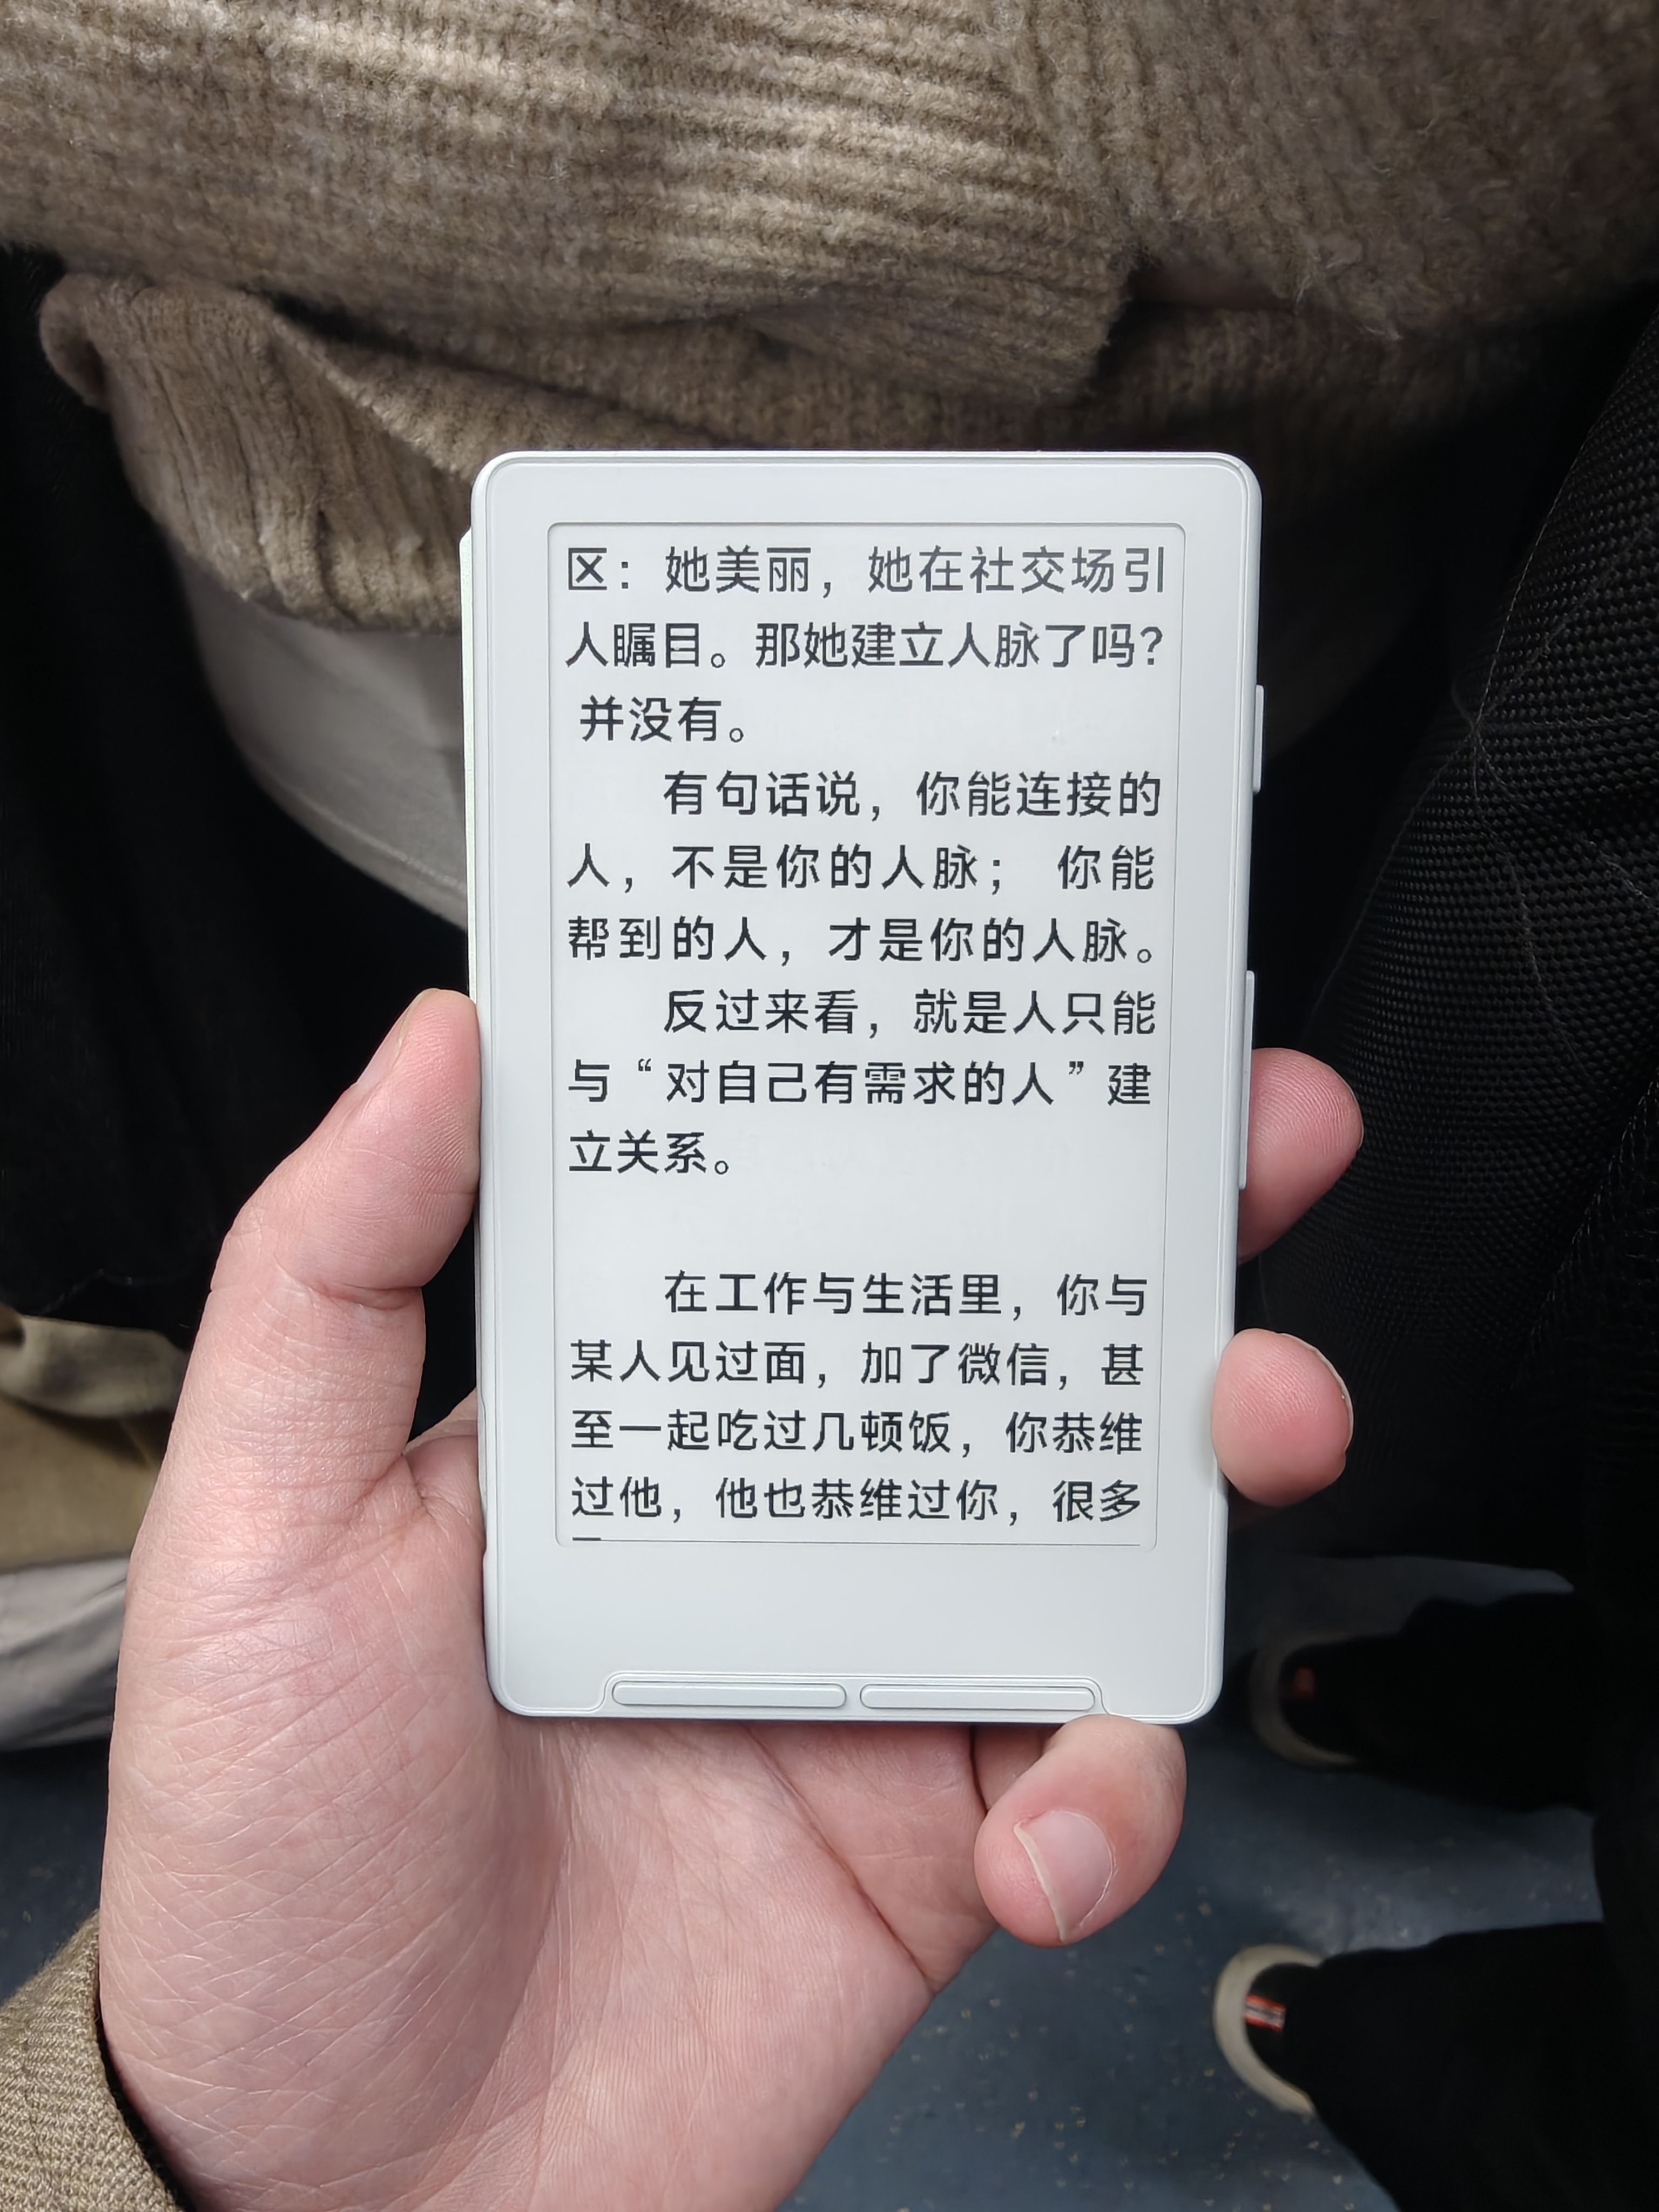 区：她美丽，她在社交场引
人瞩目。那她建立人脉了吗？
并没有。
有句话说，你能连接的
人，不是你的人脉； 你能
帮到的人，才是你的人脉。
反过来看，就是人只能
与“对自己有需求的人”建
立关系。
在工作与生活里，你与
某人见过面，加了微信，甚
至一起吃过几顿饭，你恭维
过他，他也恭维过你，很多